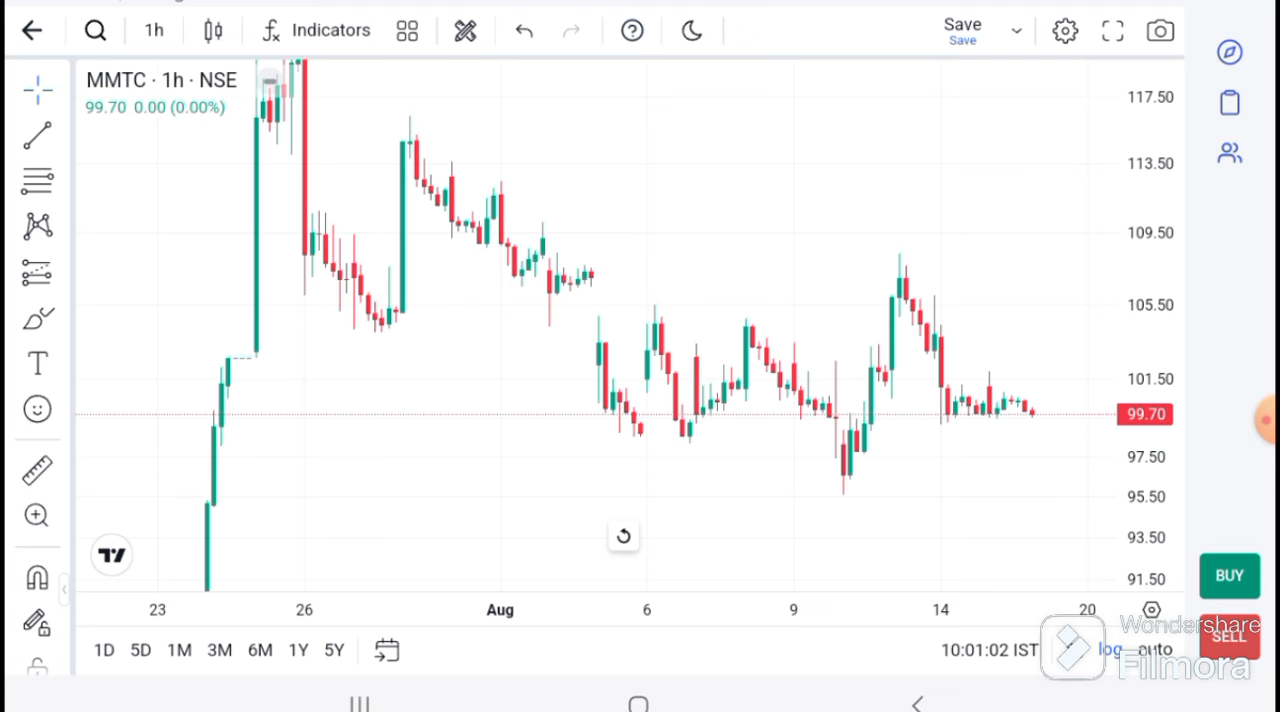 1h
Indicators
Save
Save
MMTC · 1h · NSE
99.70 0.00 (0.00%)
117.50
113.50
109.50
105.50
101.50
99.70
97.50
95.50
93.50
91.50
23
26
Aug
6
9
14
20
BUY
SELL
1D 5D 1M 3M 6M 1Y 5Y
10:01:02 IST
log auto
Wondershare
Filmora